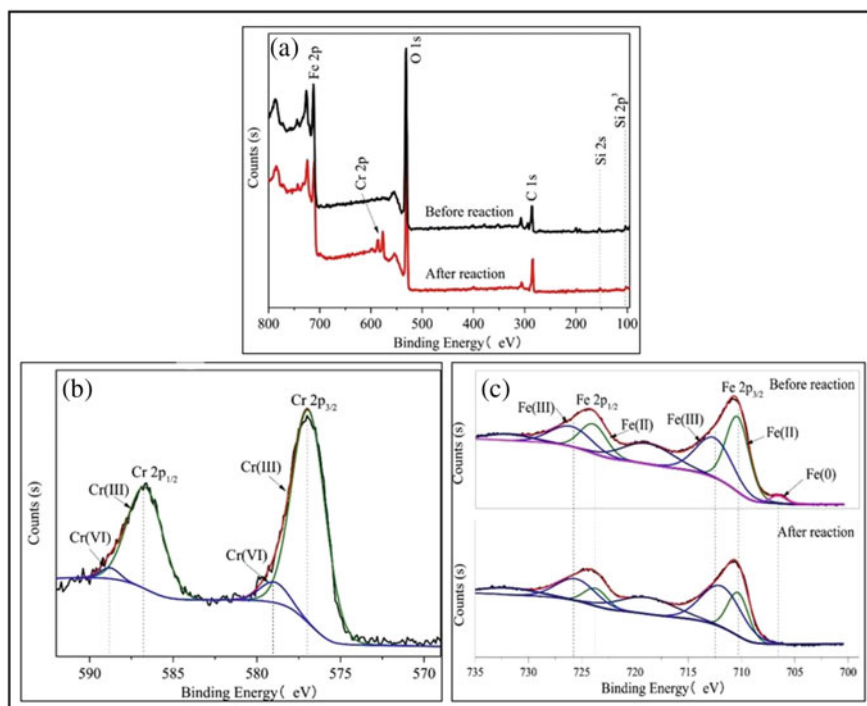 (a)
Fe 2p
O 1s
Cr 2p
C 1s
Si 2s
Si 2p³
Before reaction
After reaction
Counts (s)
800 700 600 500 400 300 200 100
Binding Energy( eV)
(b)
Cr 2p3/2
Cr(III)
Cr 2p1/2
Cr(III)
Cr(VI)
Cr(VI)
Counts (s)
590 585 580 575 570
Binding Energy( eV)
(c)
Before reaction
Fe 2p3/2
Fe(III)
Fe 2p1/2
Fe(III)
Fe(II)
Fe(II)
Fe(0)
Counts (s)
After reaction
Counts (s)
735 725 720 715 710 705 700
Binding Energy( eV)